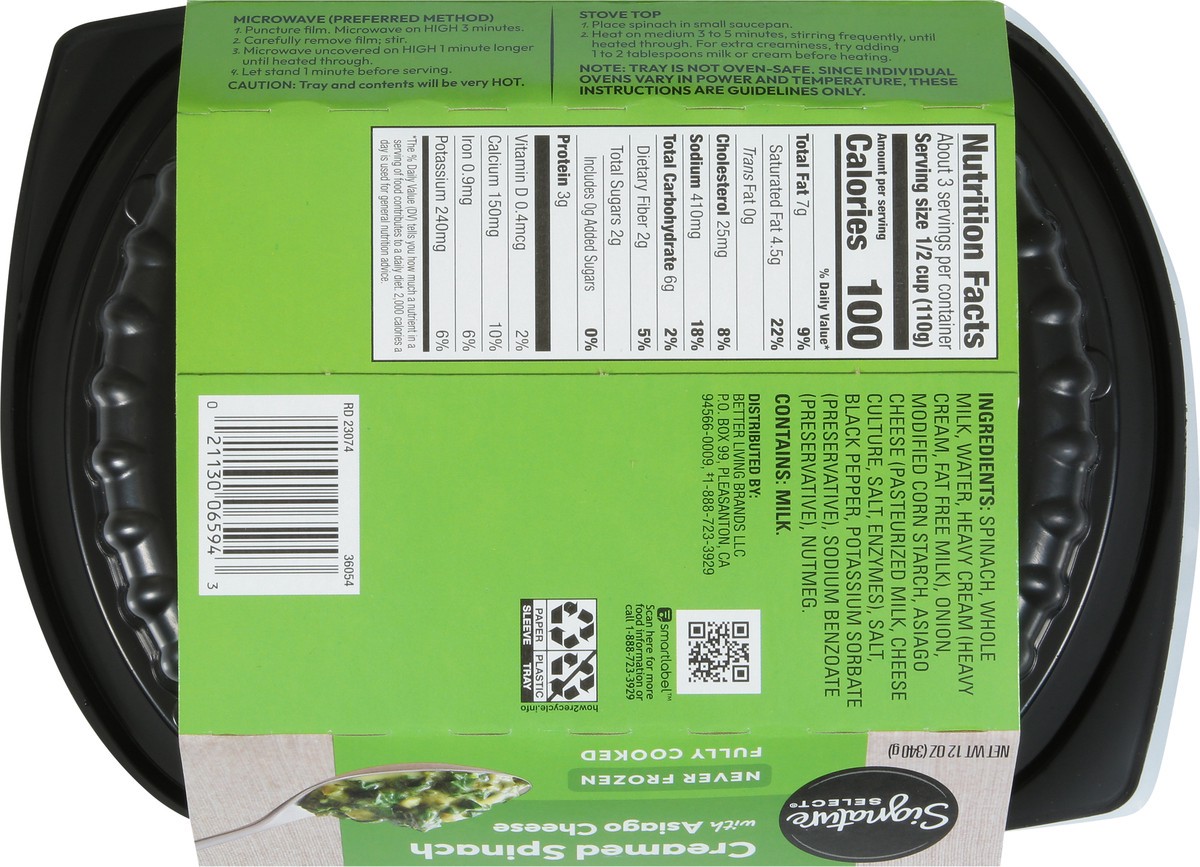 MICROWAVE (PREFERRED METHOD)
1. Puncture film. Microwave on HIGH 3 minutes.
2. Carefully remove film; stir.
3. Microwave uncovered on HIGH 1 minute longer
until heated through.
4. Let stand 1 minute before serving.
CAUTION: Tray and contents will be very HOT.
STOVE TOP
1. Place spinach in small saucepan.
2. Heat on medium 3 to 5 minutes, stirring frequently, until
heated through. For extra creaminess, try adding
1 to 2 tablespoons milk or cream before heating.
NOTE: TRAY IS NOT OVEN-SAFE. SINCE INDIVIDUAL
OVENS VARY IN POWER AND TEMPERATURE, THESE
INSTRUCTIONS ARE GUIDELINES ONLY.
Nutrition Facts
About 3 servings per container
Serving size 1/2 cup (110g)
Amount per serving
Calories 100
% Daily Value*
Total Fat 7g 9%
Saturated Fat 4.5g 22%
Trans Fat 0g
Cholesterol 25mg 8%
Sodium 410mg 18%
Total Carbohydrate 6g 2%
Dietary Fiber 2g 5%
Total Sugars 2g
Includes 0g Added Sugars 0%
Protein 3g
Vitamin D 0.4mcg 2%
Calcium 150mg 10%
Iron 0.9mg 6%
Potassium 240mg 6%
*The % Daily Value (DV) tells you how much a nutrient in a
serving of food contributes to a daily diet. 2,000 calories a
day is used for general nutrition advice.
INGREDIENTS: SPINACH, WHOLE
MILK, WATER, HEAVY CREAM (HEAVY
CREAM, FAT FREE MILK), ONION,
MODIFIED CORN STARCH, ASIAGO
CHEESE (PASTEURIZED MILK, CHEESE
CULTURE, SALT, ENZYMES), SALT,
BLACK PEPPER, POTASSIUM SORBATE
(PRESERVATIVE), SODIUM BENZOATE
(PRESERVATIVE), NUTMEG.
CONTAINS: MILK.
DISTRIBUTED BY:
BETTER LIVING BRANDS LLC
P.O. BOX 99, PLEASANTON, CA
94566-0009, ‡1-888-723-3929
smartlabel™
Scan here for more
food information or
call 1-888-723-3929
PAPER PLASTIC
SLEEVE TRAY
how2recycle.info
RD 23074 36054
0 21130 06594 3
NET WT 12 OZ (340 g)
Signature
SELECT®
FULLY COOKED
NEVER FROZEN
with Asiago Cheese
Creamed Spinach